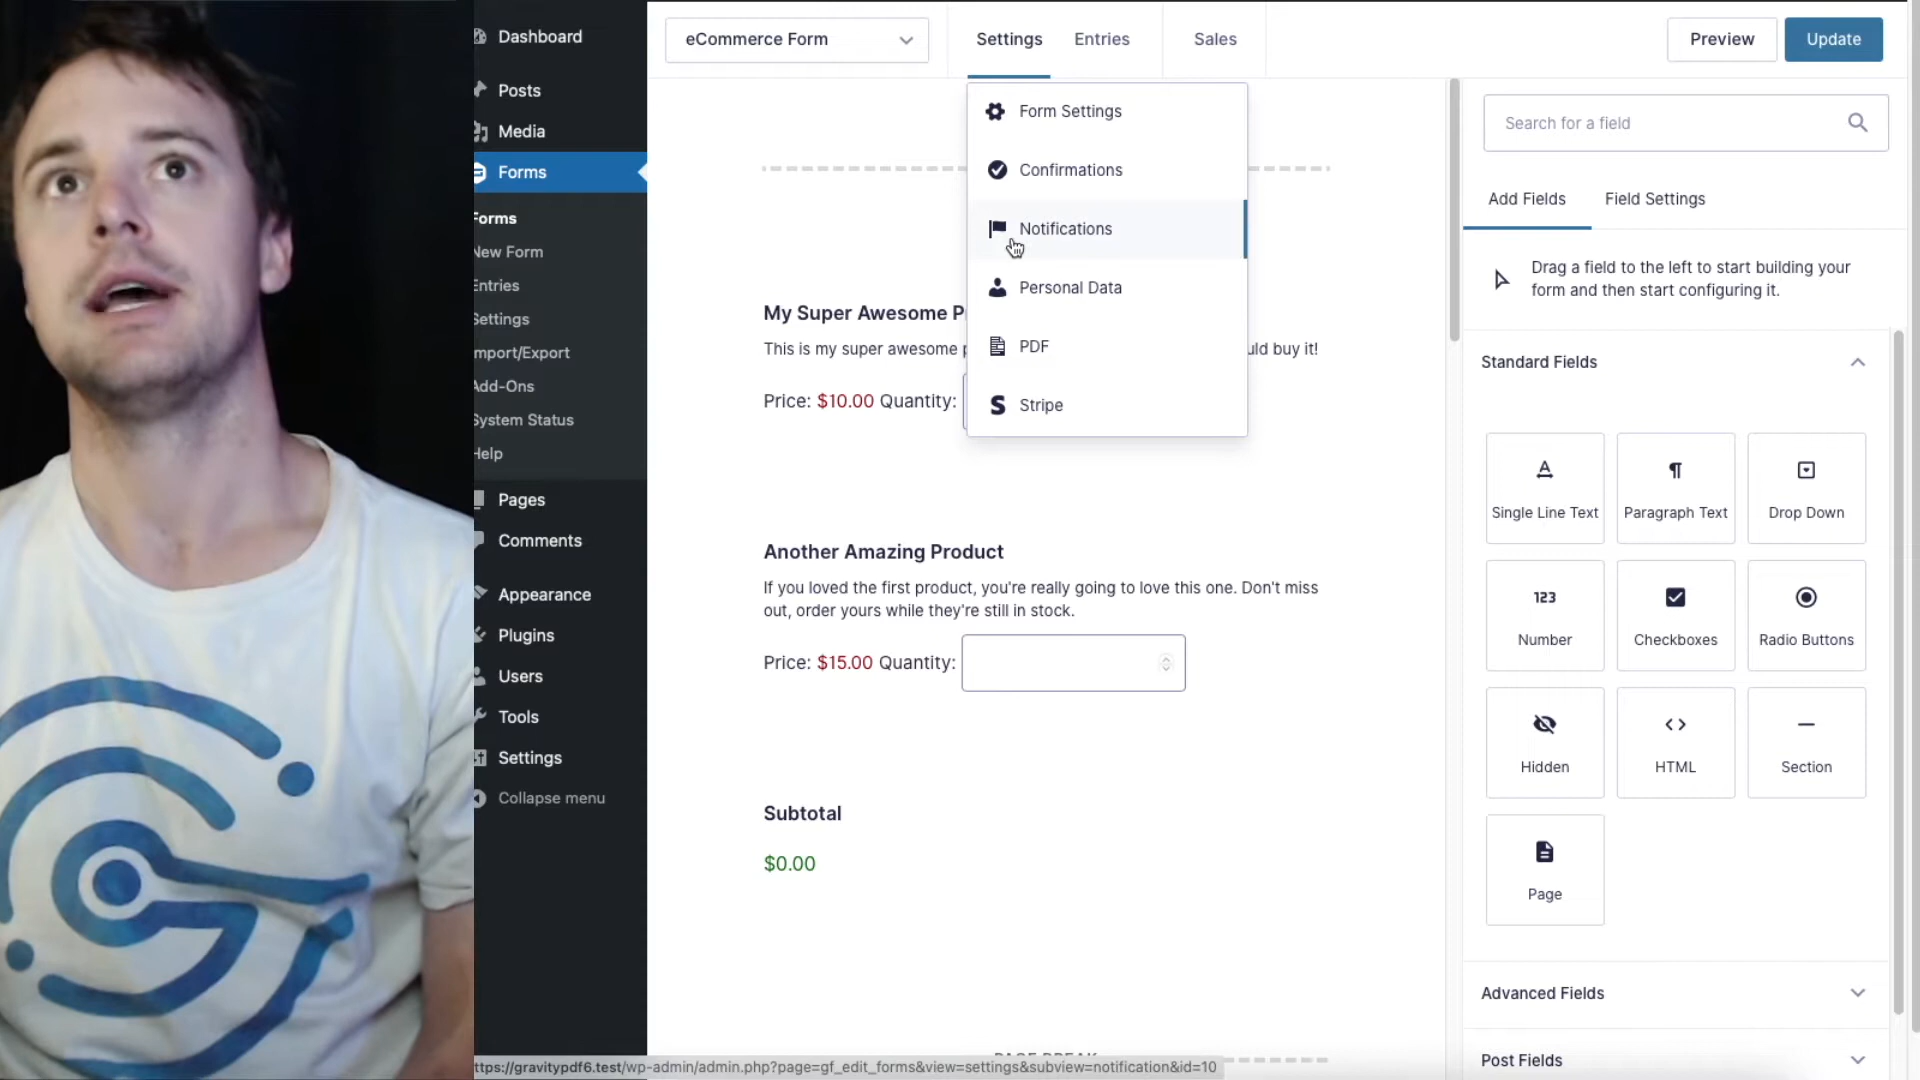 Dashboard
Posts
Media
Forms
Forms
New Form
Entries
Settings
Import/Export
Add-Ons
System Status
Help
Pages
Comments
Appearance
Plugins
Users
Tools
Settings
Collapse menu
eCommerce Form
Settings
Entries
Sales
Preview
Update
Form Settings
Confirmations
Notifications
Personal Data
PDF
Stripe
My Super Awesome P
This is my super awesome p
uld buy it!
Price: $10.00 Quantity:
Another Amazing Product
If you loved the first product, you're really going to love this one. Don't miss
out, order yours while they're still in stock.
Price: $15.00 Quantity:
Subtotal
$0.00
PAGE BREAK
ttps://gravitypdf6.test/wp-admin/admin.php?page=gf_edit_forms&view=settings&subview=notification&id=10
Search for a field
Add Fields
Field Settings
Drag a field to the left to start building your
form and then start configuring it.
Standard Fields
Single Line Text
Paragraph Text
Drop Down
123
Number
Checkboxes
Radio Buttons
Hidden
HTML
Section
Page
Advanced Fields
Post Fields